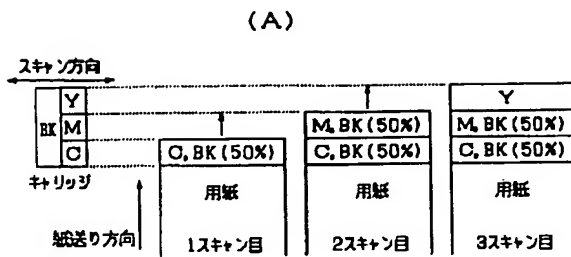 (A)
スキャン方向
BK
Y
M
C
キャリッジ
紙送り方向
C, BK (50%)
用紙
1スキャン目
M, BK (50%)
C, BK (50%)
用紙
2スキャン目
Y
M, BK (50%)
C, BK (50%)
用紙
3スキャン目